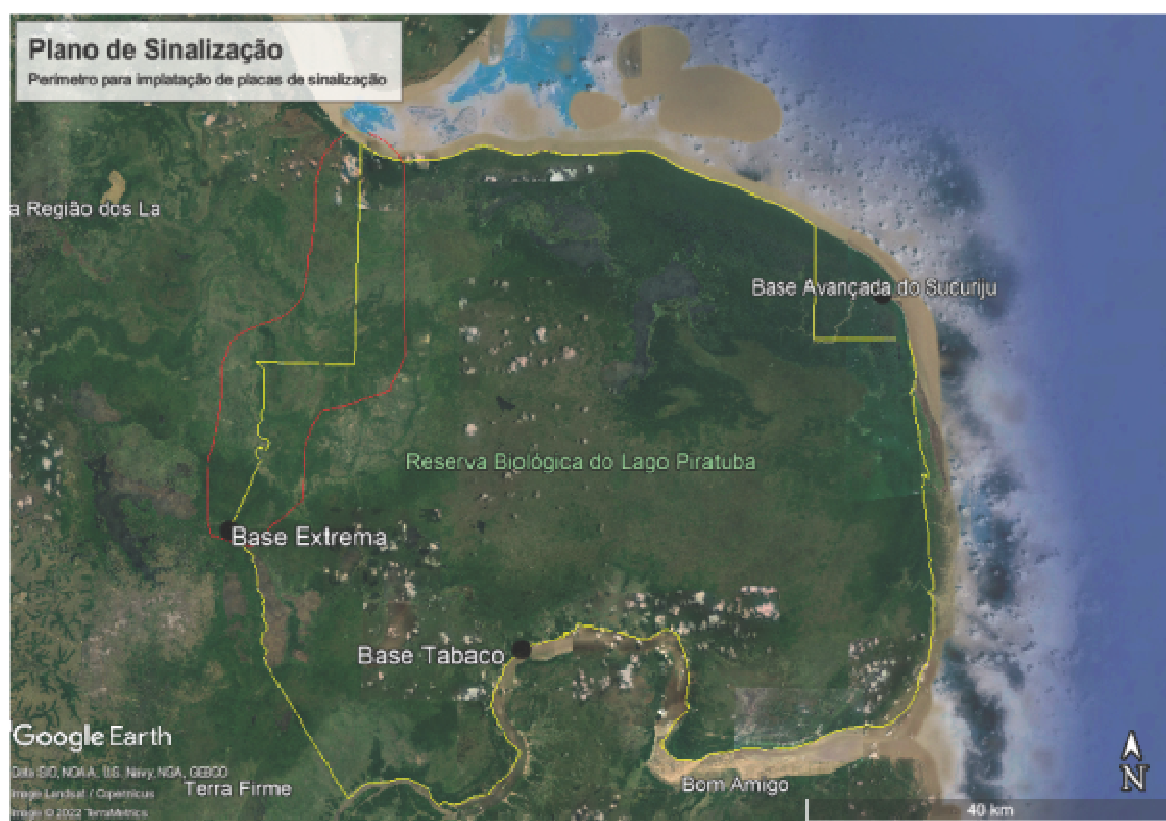 Plano de Sinalização
Perímetro para implatação de placas de sinalização
a Região dos La
Base Avançada do Sucuriju
Reserva Biológica do Lago Piratuba
Base Extrema
Base Tabaco
Google Earth
Data SIO, NOAA, U.S. Navy, NGA, GEBCO
Image Landsat / Copernicus
Image © 2022 TerraMetrics
Terra Firme
Bom Amigo
N
40 km